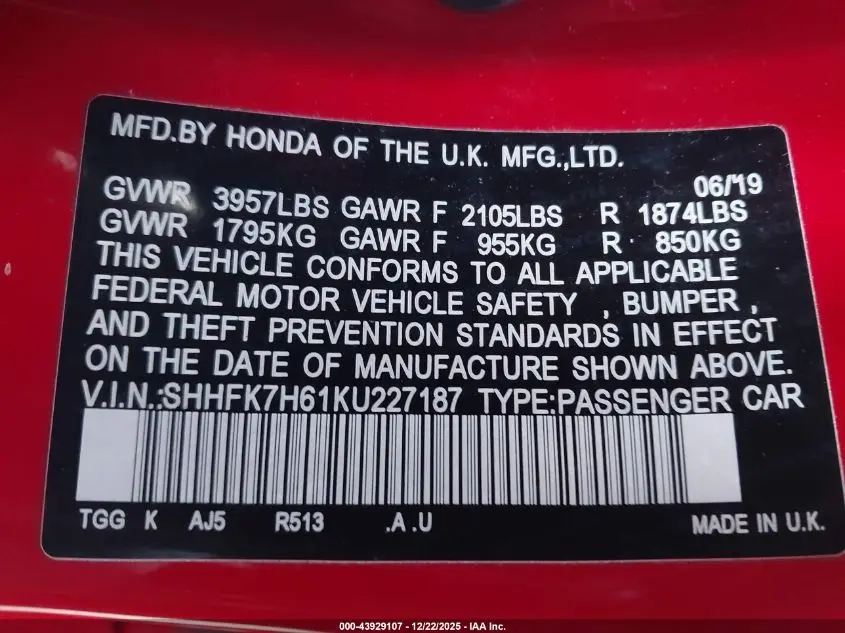 MFD.BY HONDA OF THE U.K. MFG.,LTD.
06/19
GVWR 3957LBS GAWR F 2105LBS R 1874LBS
GVWR 1795KG GAWR F 955KG R 850KG
THIS VEHICLE CONFORMS TO ALL APPLICABLE
FEDERAL MOTOR VEHICLE SAFETY , BUMPER ,
AND THEFT PREVENTION STANDARDS IN EFFECT
ON THE DATE OF MANUFACTURE SHOWN ABOVE.
V.I.N.:SHHFK7H61KU227187 TYPE:PASSENGER CAR
TGG K AJ5 R513 .A .U MADE IN U.K.
000-43929107 - 12/22/2025 - IAA Inc.